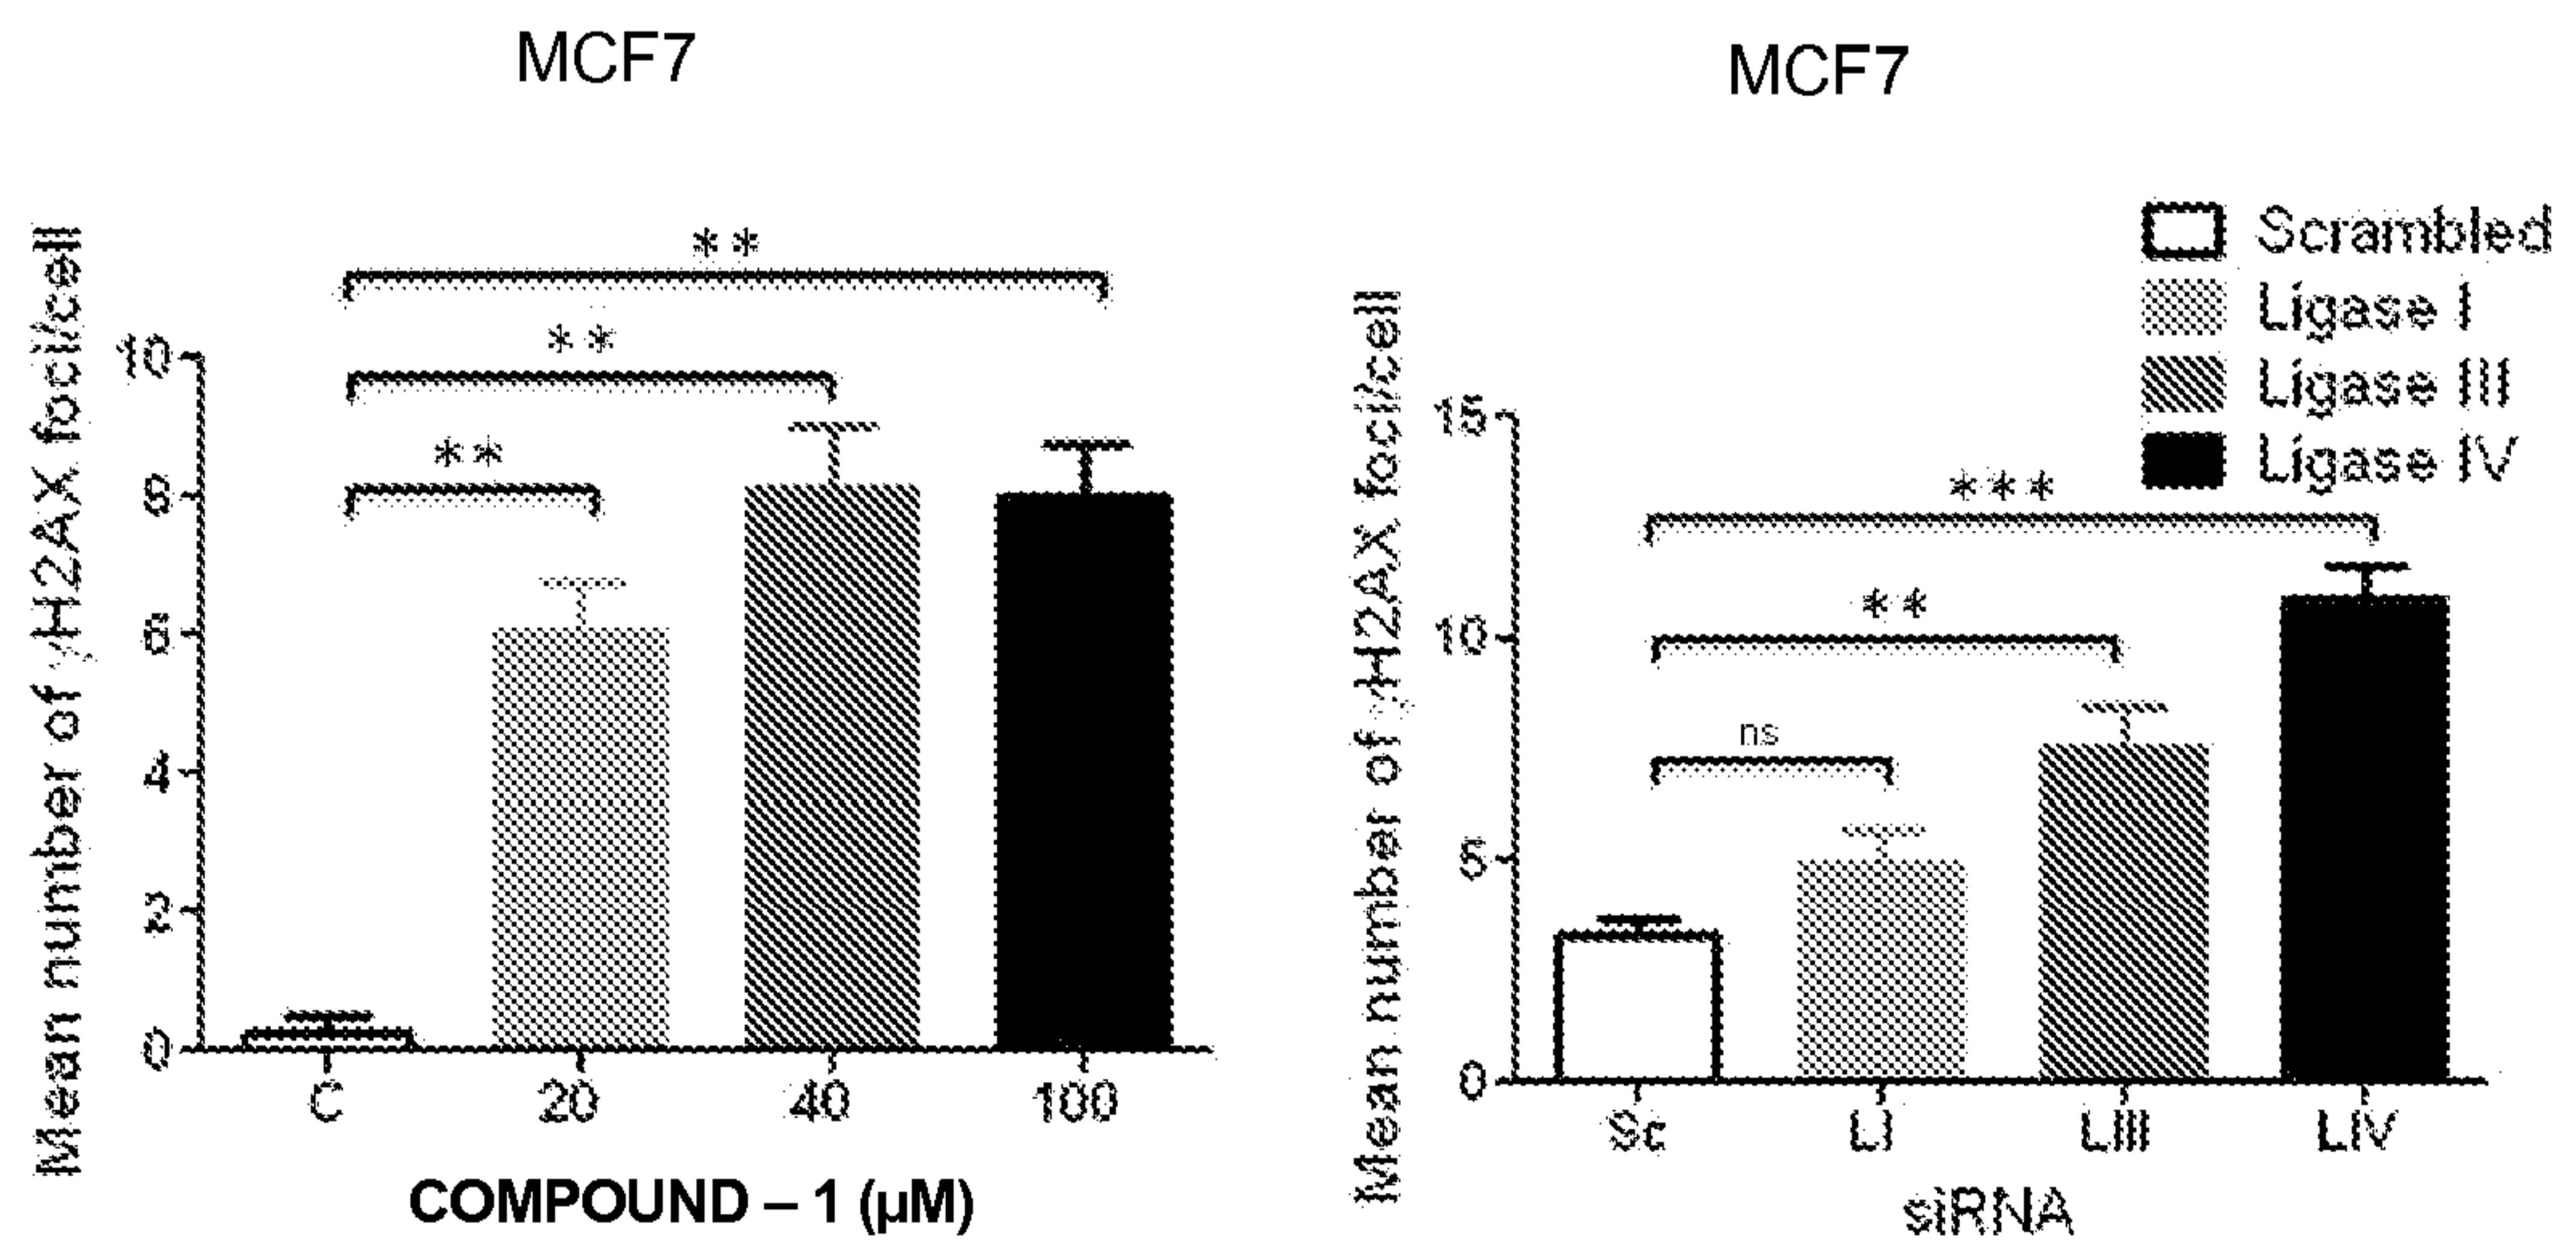 MCF7
Mean number of γH2AX foci/cell
10
8
6
4
2
0
**
**
**
C
20
40
100
COMPOUND – 1 (µM)
MCF7
Scrambled
Ligase I
Ligase III
Ligase IV
Mean number of γH2AX foci/cell
15
10
5
0
***
**
ns
Sc
LI
LIII
LIV
siRNA